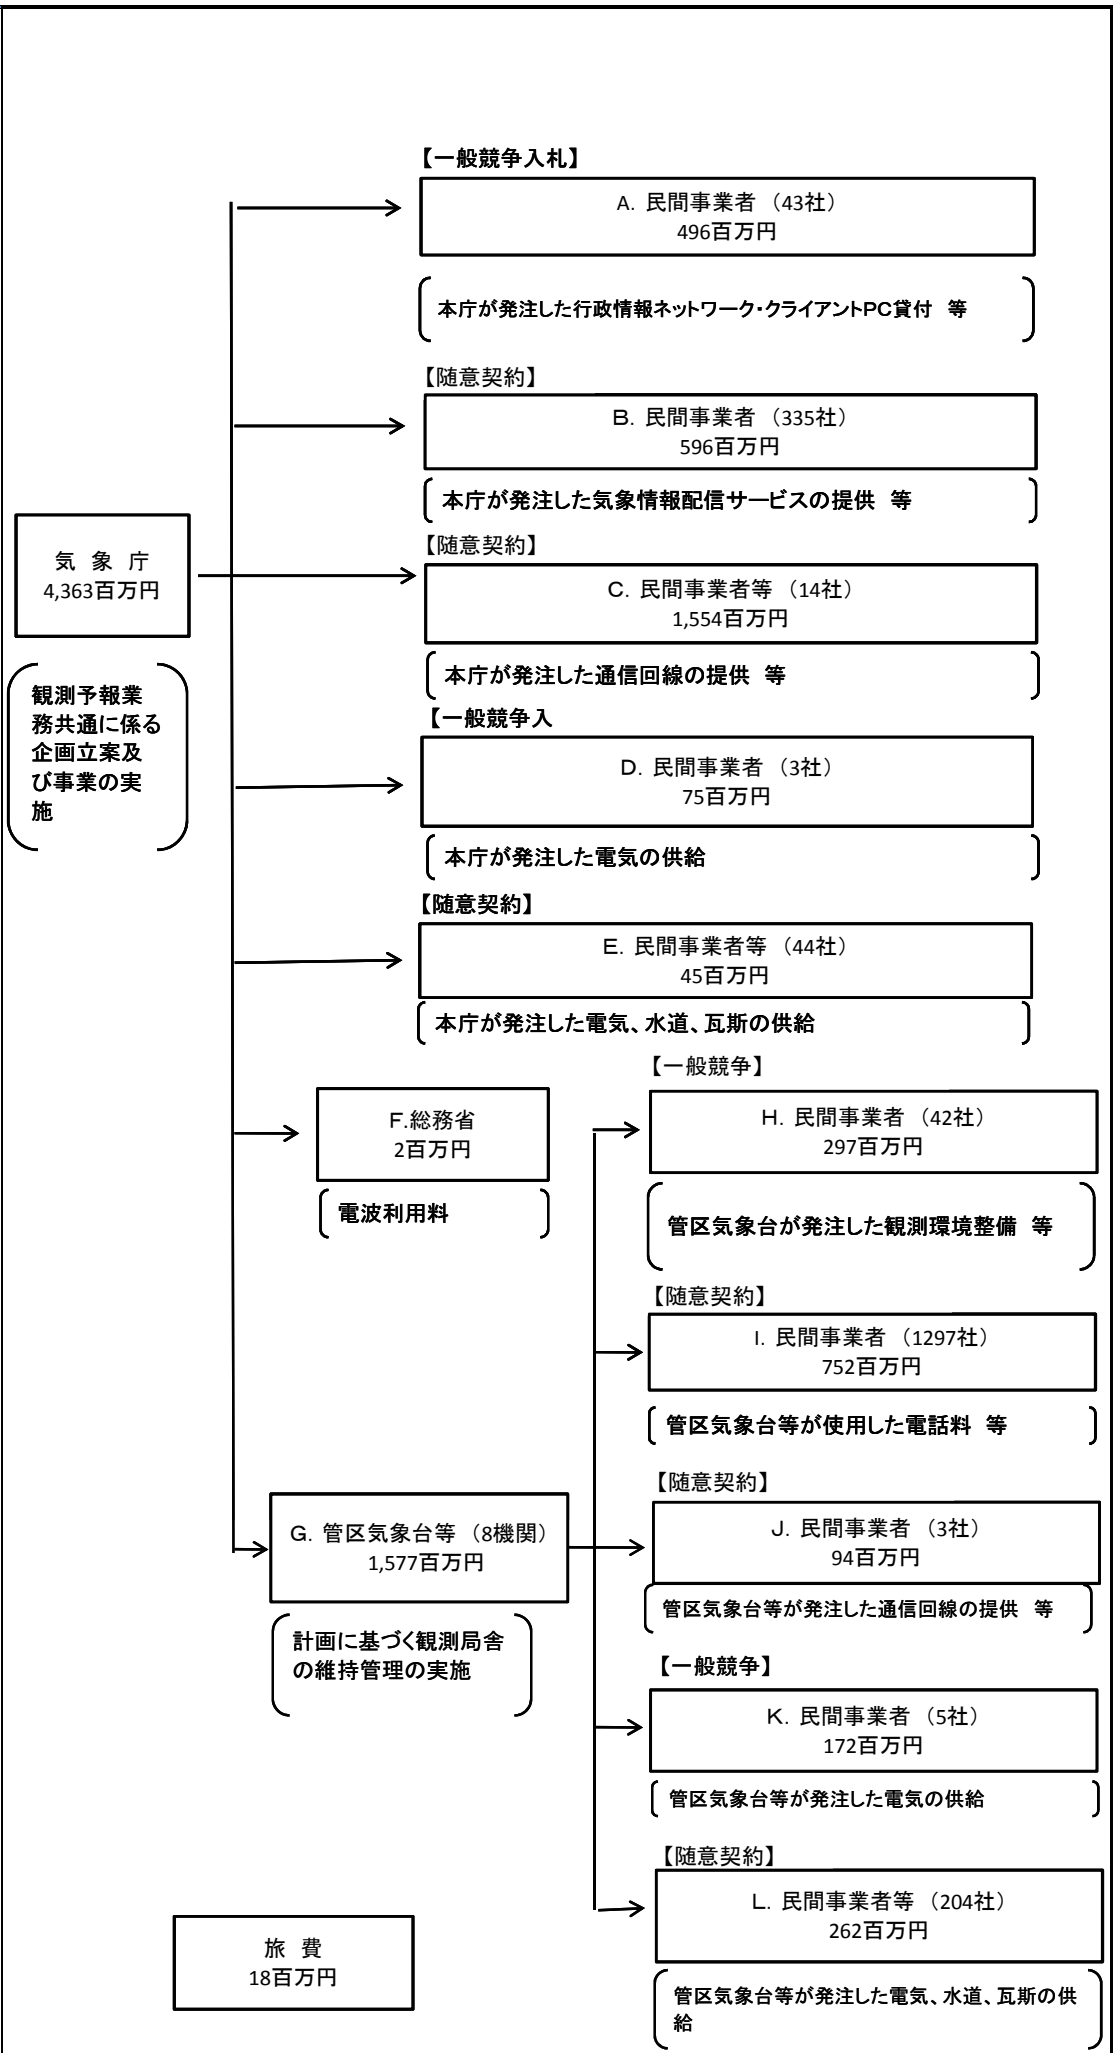 【一般競争入札】
A. 民間事業者 （43社）
496百万円
本庁が発注した行政情報ネットワーク・クライアントPC貸付　等
【随意契約】
B. 民間事業者 （335社）
596百万円
本庁が発注した気象情報配信サービスの提供　等
気　象　庁
4,363百万円
観測予報業
務共通に係る
企画立案及
び事業の実
施
【随意契約】
C. 民間事業者等 （14社）
1,554百万円
本庁が発注した通信回線の提供　等
【一般競争入
D. 民間事業者 （3社）
75百万円
本庁が発注した電気の供給
【随意契約】
E. 民間事業者等 （44社）
45百万円
本庁が発注した電気、水道、瓦斯の供給
F.総務省
2百万円
電波利用料
【一般競争】
H. 民間事業者 （42社）
297百万円
管区気象台が発注した観測環境整備　等
【随意契約】
I. 民間事業者 （1297社）
752百万円
管区気象台等が使用した電話料　等
G. 管区気象台等 （8機関）
1,577百万円
計画に基づく観測局舎
の維持管理の実施
【随意契約】
J. 民間事業者 （3社）
94百万円
管区気象台等が発注した通信回線の提供　等
【一般競争】
K. 民間事業者 （5社）
172百万円
管区気象台等が発注した電気の供給
【随意契約】
L. 民間事業者等 （204社）
262百万円
管区気象台等が発注した電気、水道、瓦斯の供
給
旅　費
18百万円